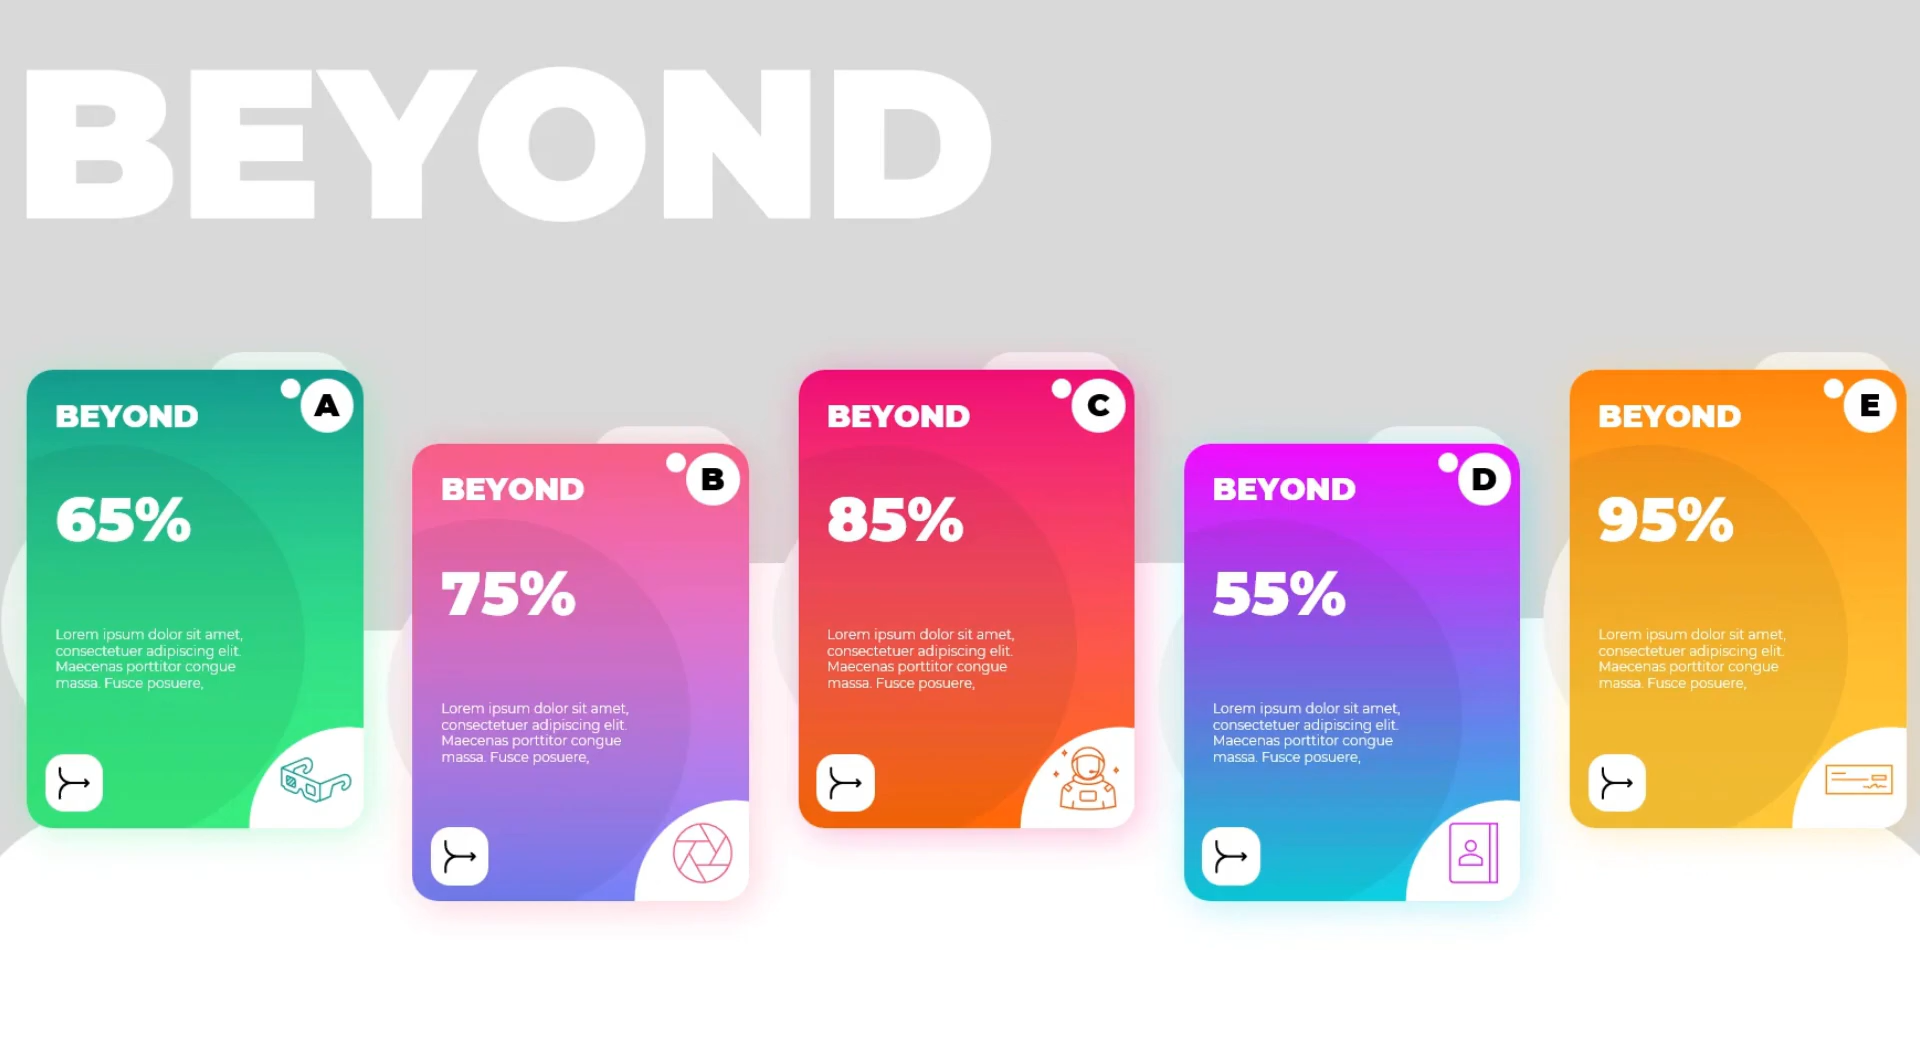 BEYOND
BEYOND
A
65%
Lorem ipsum dolor sit amet,
consectetuer adipiscing elit.
Maecenas porttitor congue
massa. Fusce posuere,
BEYOND
B
75%
Lorem ipsum dolor sit amet,
consectetuer adipiscing elit.
Maecenas porttitor congue
massa. Fusce posuere,
BEYOND
C
85%
Lorem ipsum dolor sit amet,
consectetuer adipiscing elit.
Maecenas porttitor congue
massa. Fusce posuere,
BEYOND
D
55%
Lorem ipsum dolor sit amet,
consectetuer adipiscing elit.
Maecenas porttitor congue
massa. Fusce posuere,
BEYOND
E
95%
Lorem ipsum dolor sit amet,
consectetuer adipiscing elit.
Maecenas porttitor congue
massa. Fusce posuere,